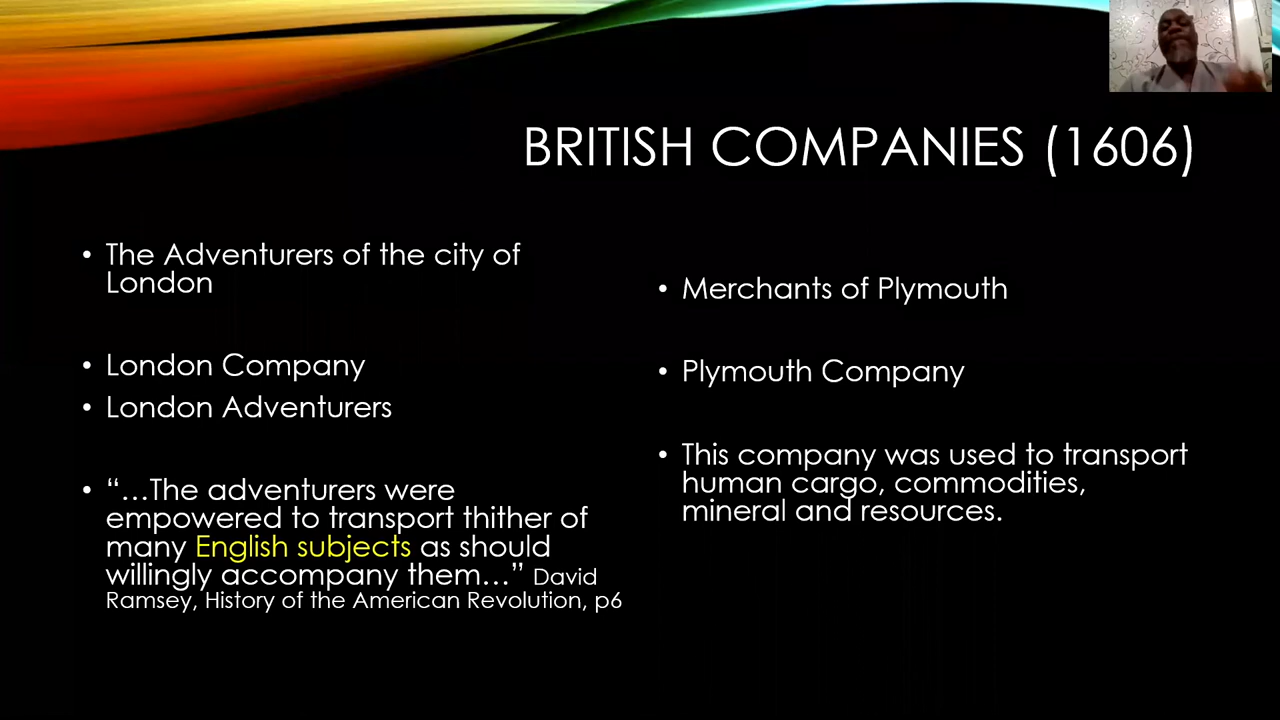 BRITISH COMPANIES (1606)
• The Adventurers of the city of
London
• London Company
• London Adventurers
• “…The adventurers were
empowered to transport thither of
many English subjects as should
willingly accompany them…” David
Ramsey, History of the American Revolution, p6
• Merchants of Plymouth
• Plymouth Company
• This company was used to transport
human cargo, commodities,
mineral and resources.